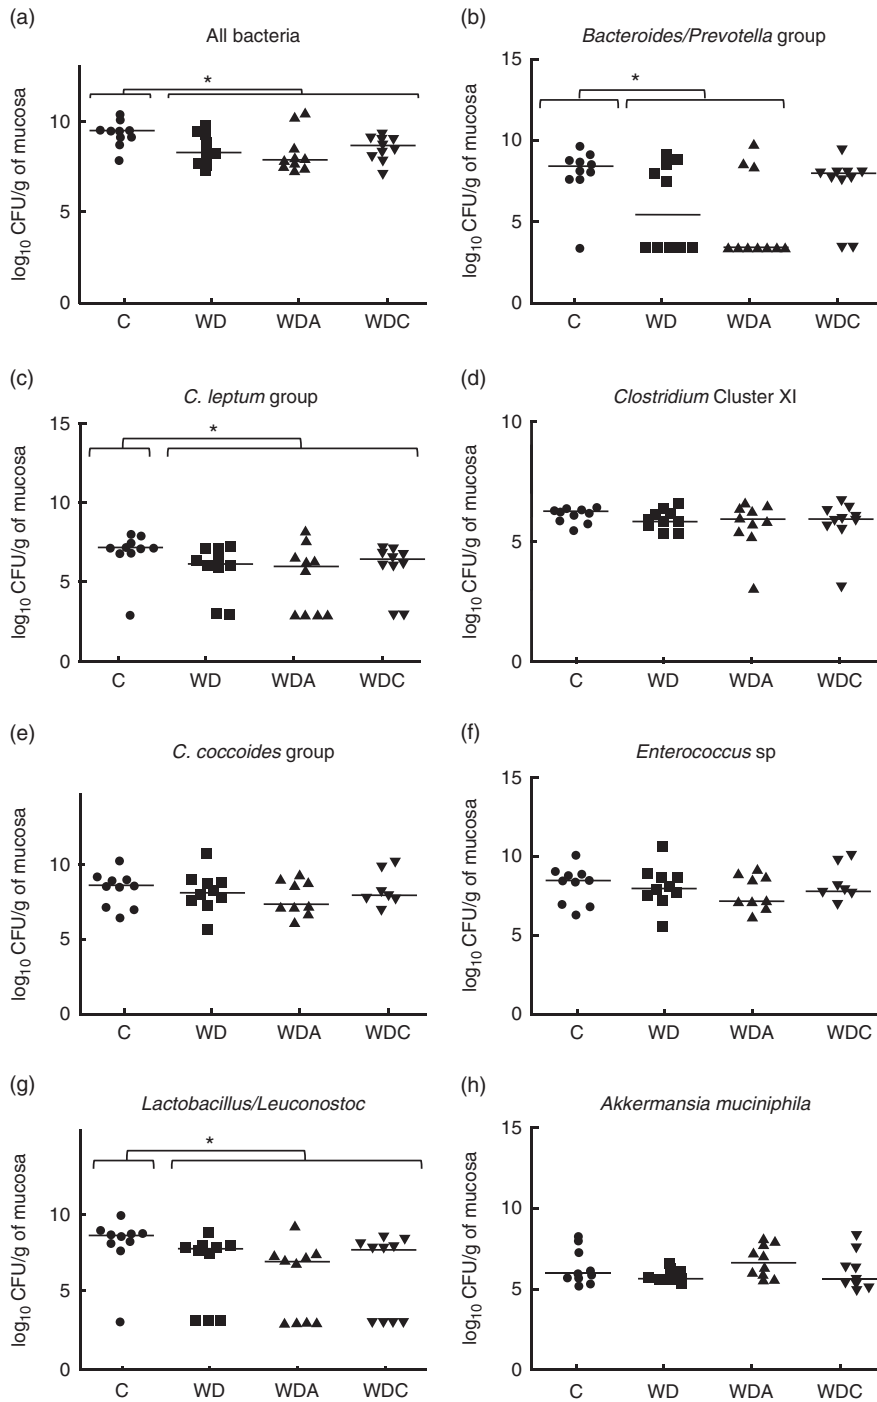 (a)
All bacteria
*
log10 CFU/g of mucosa
10
5
0
C WD WDA WDC
(b)
Bacteroides/Prevotella group
*
log10 CFU/g of mucosa
15
10
5
0
C WD WDA WDC
(c)
C. leptum group
*
log10 CFU/g of mucosa
15
10
5
0
C WD WDA WDC
(d)
Clostridium Cluster XI
log10 CFU/g of mucosa
10
5
0
C WD WDA WDC
(e)
C. coccoides group
log10 CFU/g of mucosa
10
5
0
C WD WDA WDC
(f)
Enterococcus sp
log10 CFU/g of mucosa
15
10
5
0
C WD WDA WDC
(g)
Lactobacillus/Leuconostoc
*
log10 CFU/g of mucosa
10
5
0
C WD WDA WDC
(h)
Akkermansia muciniphila
log10 CFU/g of mucosa
15
10
5
0
C WD WDA WDC